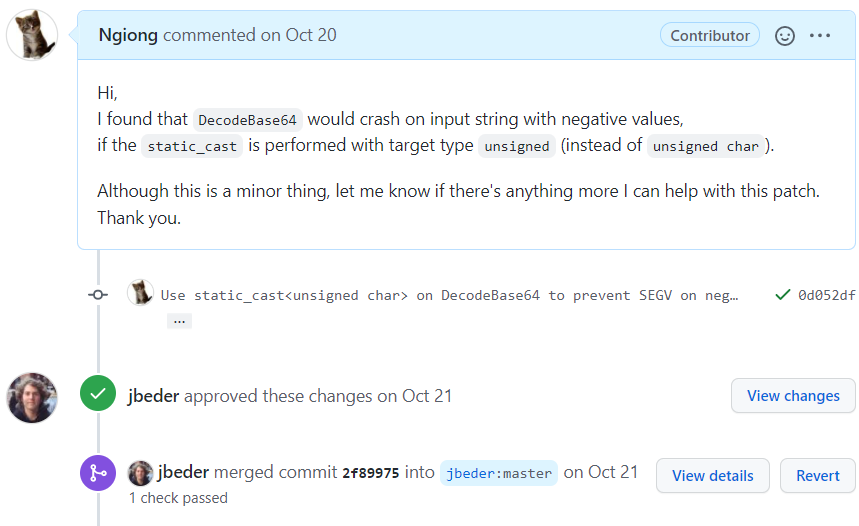 Ngiong commented on Oct 20 Contributor
Hi,
I found that DecodeBase64 would crash on input string with negative values,
if the static_cast is performed with target type unsigned (instead of unsigned char).
Although this is a minor thing, let me know if there's anything more I can help with this patch.
Thank you.
Use static_cast<unsigned char> on DecodeBase64 to prevent SEGV on neg… 0d052df
…
jbeder approved these changes on Oct 21 View changes
jbeder merged commit 2f89975 into jbeder:master on Oct 21 View details Revert
1 check passed